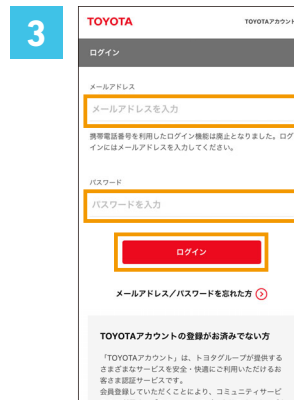 3
TOYOTA
TOYOTAアカウント
ログイン
メールアドレス
メールアドレスを入力
携帯電話番号を利用したログイン機能は廃止となりました。ログ
インにはメールアドレスを入力してください。
パスワード
パスワードを入力
ログイン
メールアドレス／パスワードを忘れた方
TOYOTAアカウントの登録がお済みでない方
「TOYOTAアカウント」は、トヨタグループが提供する
さまざまなサービスを安全・快適にご利用いただけるお
客さま認証サービスです。
会員登録していただくことにより、コミュニティサービ